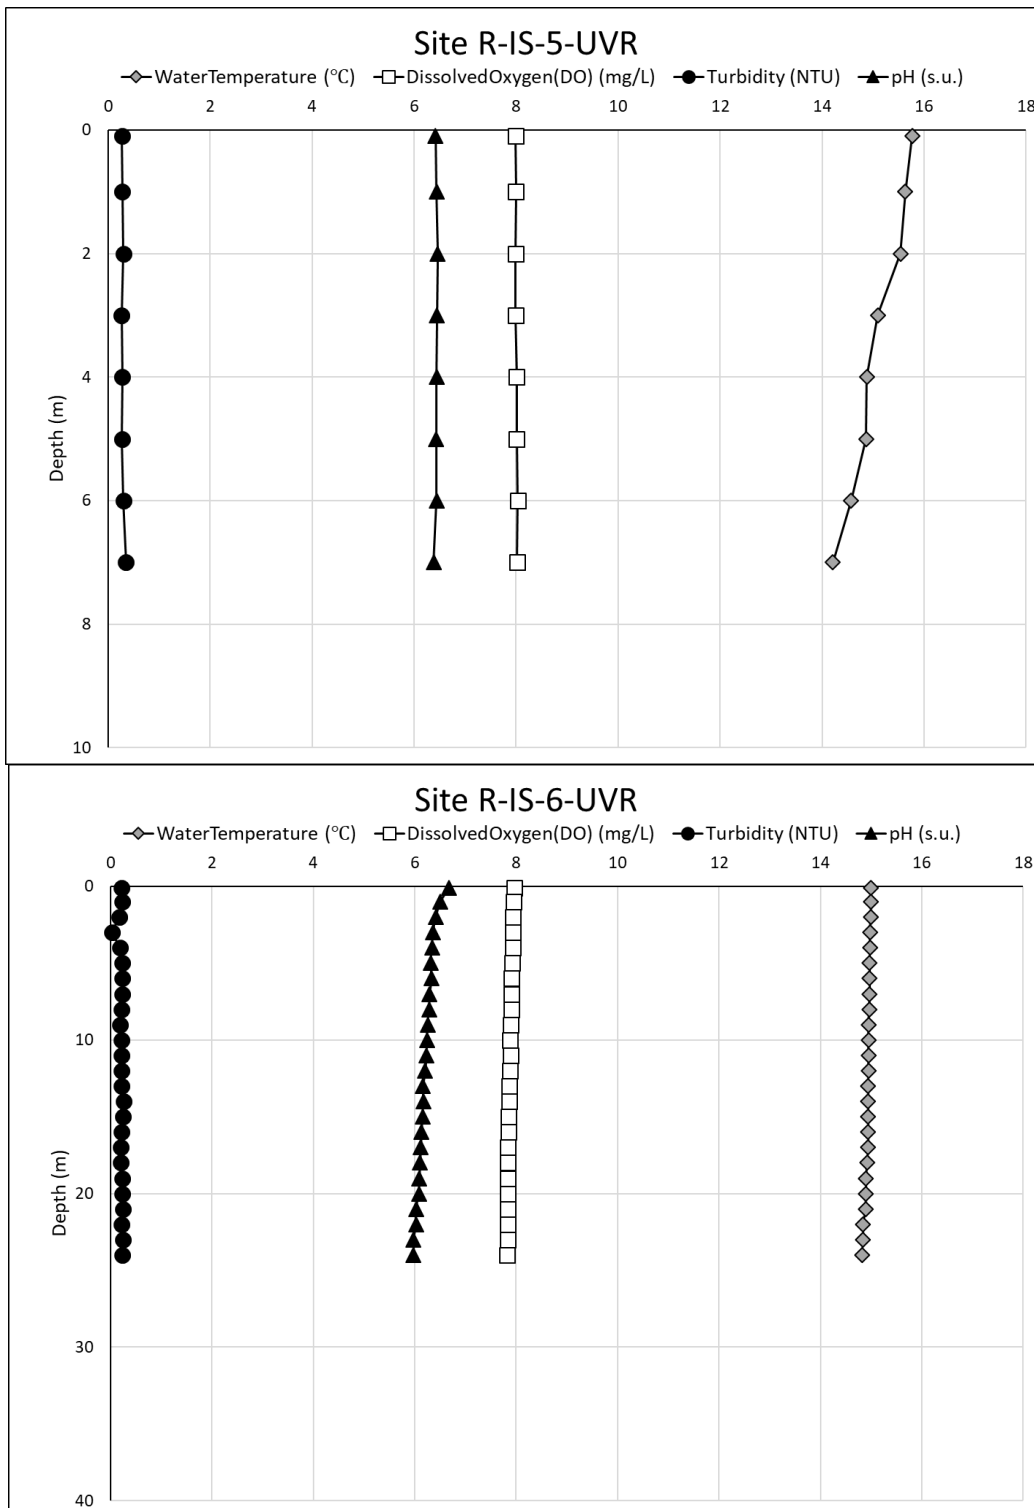 Site R-IS-5-UVR
WaterTemperature (°C) DissolvedOxygen(DO) (mg/L) Turbidity (NTU) pH (s.u.)
0 2 4 6 8 10 12 14 16 18
0
2
4
6
8
10
Depth (m)
Site R-IS-6-UVR
WaterTemperature (°C) DissolvedOxygen(DO) (mg/L) Turbidity (NTU) pH (s.u.)
0 2 4 6 8 10 12 14 16 18
0
10
20
30
40
Depth (m)